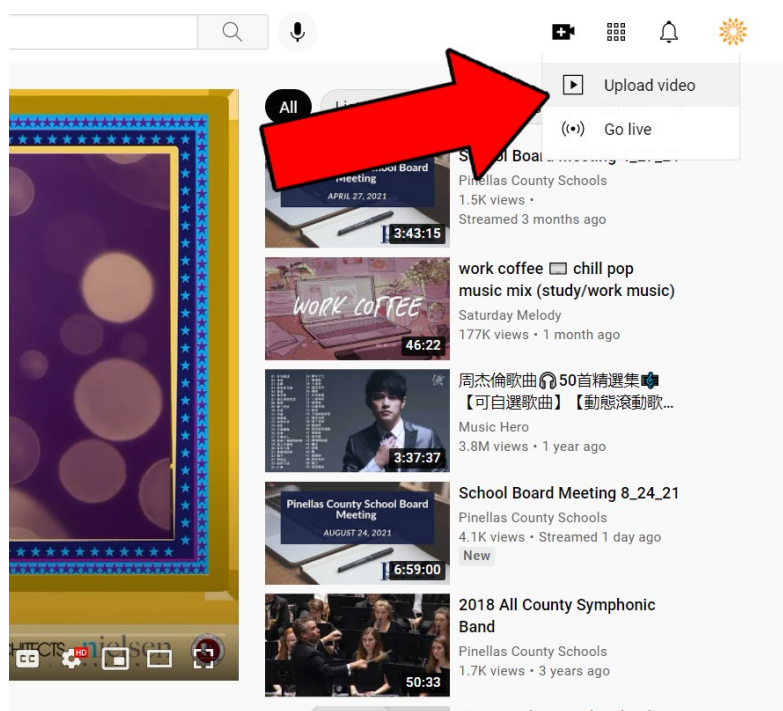 Upload video
Go live
All
School Board Meeting 4_27_21
Meeting
APRIL 27, 2021
3:43:15
Pinellas County Schools
1.5K views •
Streamed 3 months ago
WORK COFFEE
46:22
work coffee chill pop
music mix (study/work music)
Saturday Melody
177K views • 1 month ago
3:37:37
周杰倫歌曲🎧50首精選集
【可自選歌曲】【動態滾動歌...
Music Hero
3.8M views • 1 year ago
Pinellas County School Board
Meeting
AUGUST 24, 2021
6:59:00
School Board Meeting 8_24_21
Pinellas County Schools
4.1K views • Streamed 1 day ago
New
50:33
2018 All County Symphonic
Band
Pinellas County Schools
1.7K views • 3 years ago
nielsen
CC
HD